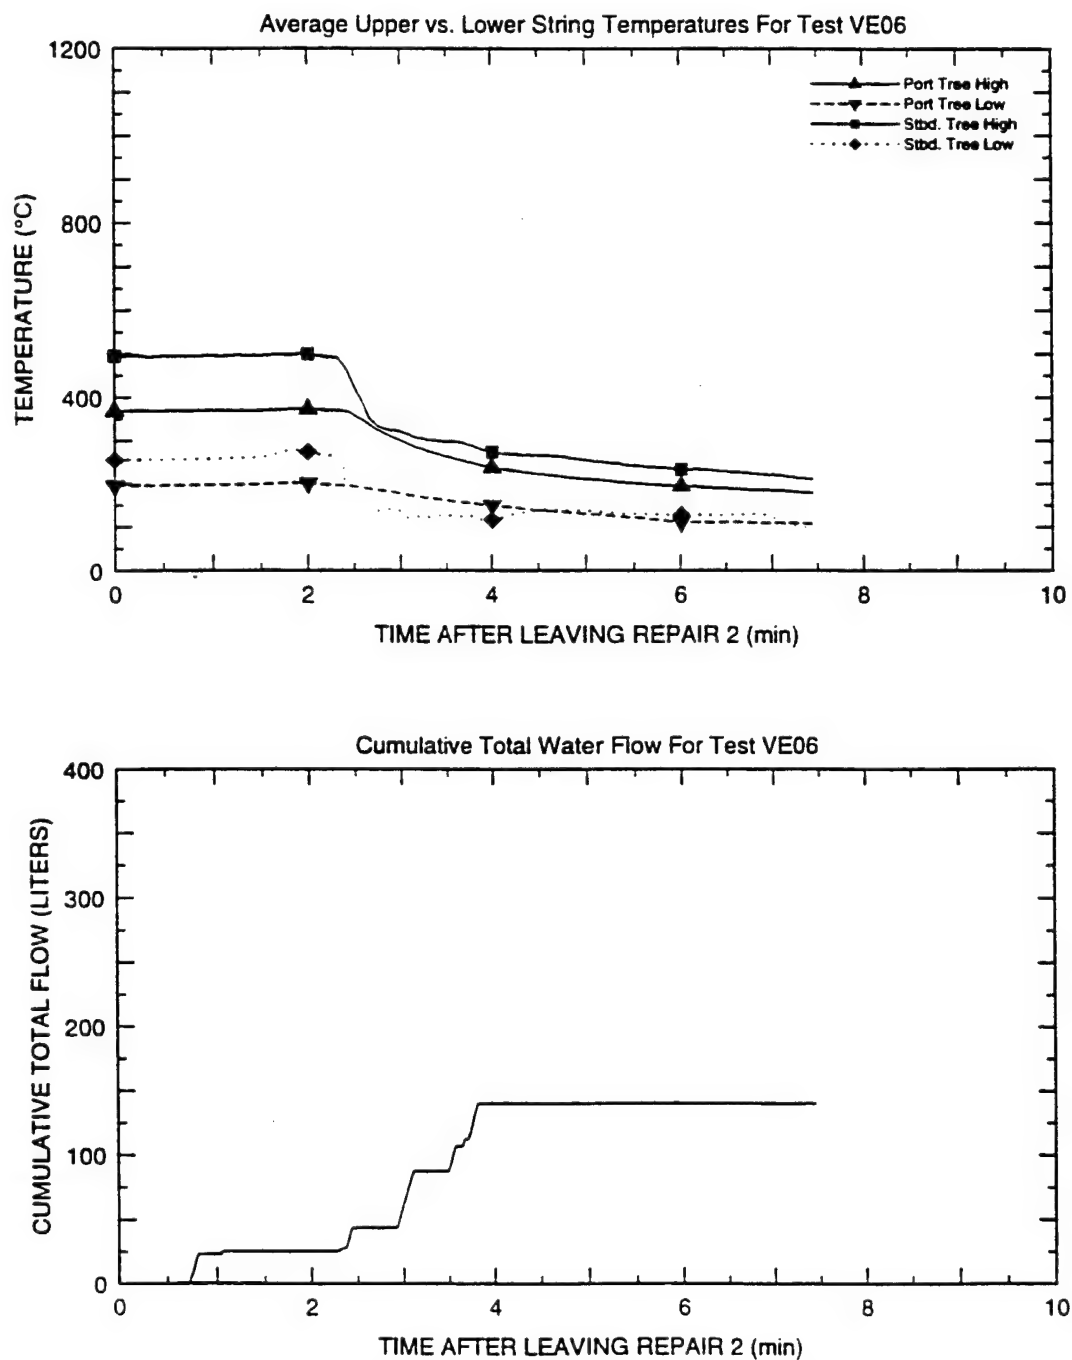 Average Upper vs. Lower String Temperatures For Test VE06
1200
800
400
0
TEMPERATURE (°C)
Port Tree High
Port Tree Low
Stbd. Tree High
Stbd. Tree Low
0 2 4 6 8 10
TIME AFTER LEAVING REPAIR 2 (min)
Cumulative Total Water Flow For Test VE06
400
300
200
100
0
CUMULATIVE TOTAL FLOW (LITERS)
0 2 4 6 8 10
TIME AFTER LEAVING REPAIR 2 (min)